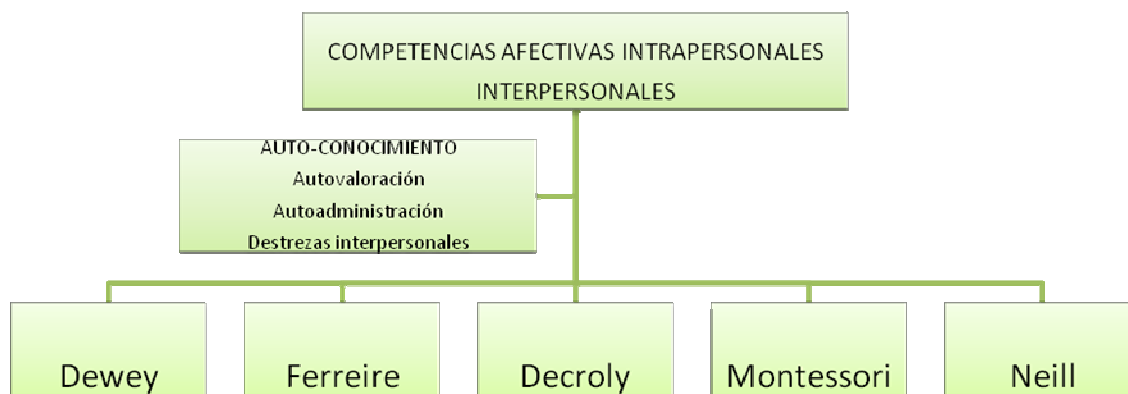 COMPETENCIAS AFECTIVAS INTRAPERSONALES
INTERPERSONALES
AUTO-CONOCIMIENTO
Autovaloración
Autoadministración
Destrezas interpersonales
Dewey
Ferreire
Decroly
Montessori
Neill